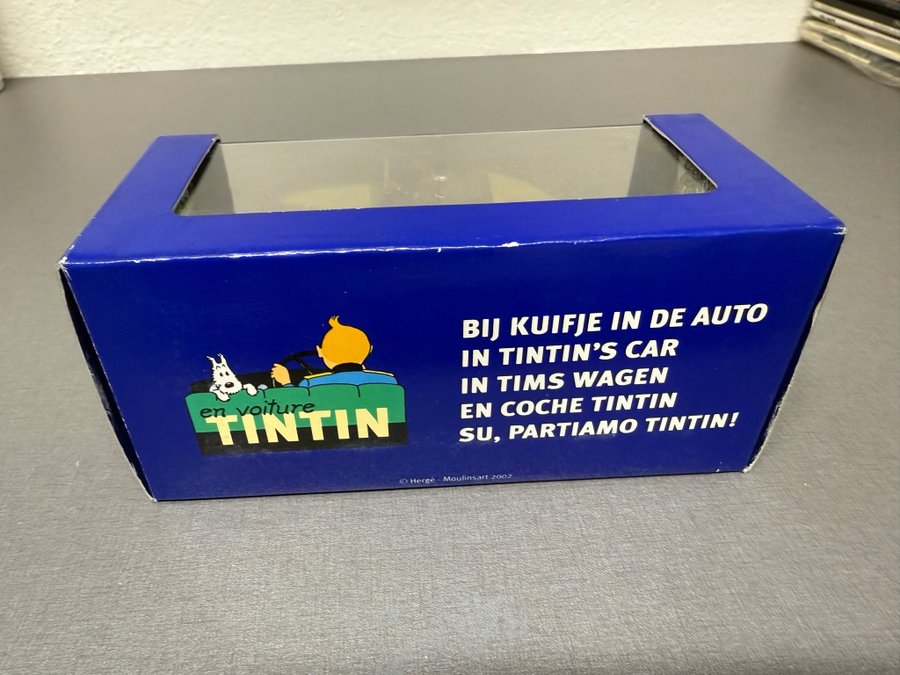 en voiture
TINTIN
BIJ KUIFJE IN DE AUTO
IN TINTIN'S CAR
IN TIMS WAGEN
EN COCHE TINTIN
SU, PARTIAMO TINTIN!
© Hergé - Moulinsart 2002